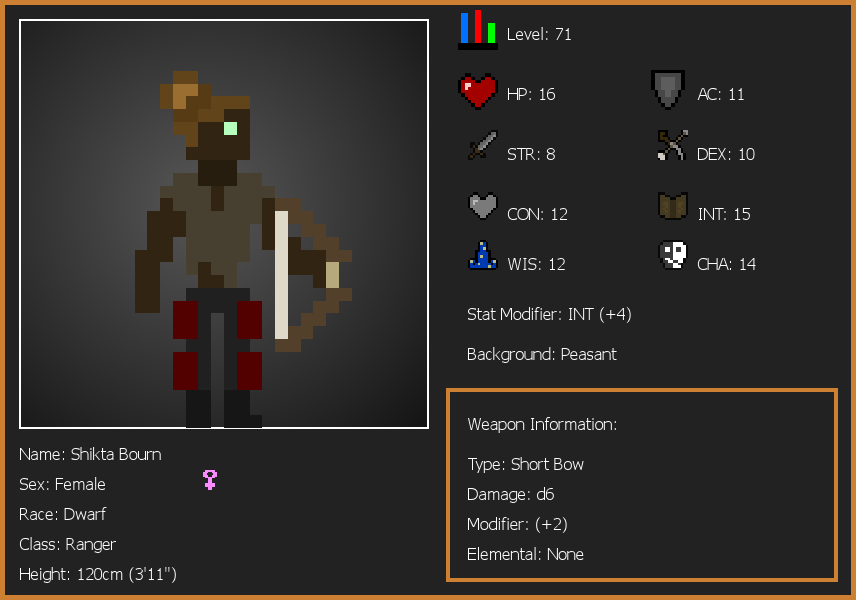 Level: 71
HP: 16
AC: 11
STR: 8
DEX: 10
CON: 12
INT: 15
WIS: 12
CHA: 14
Stat Modifier: INT (+4)
Background: Peasant
Weapon Information:
Type: Short Bow
Damage: d6
Modifier: (+2)
Elemental: None
Name: Shikta Bourn
Sex: Female
Race: Dwarf
Class: Ranger
Height: 120cm (3'11")